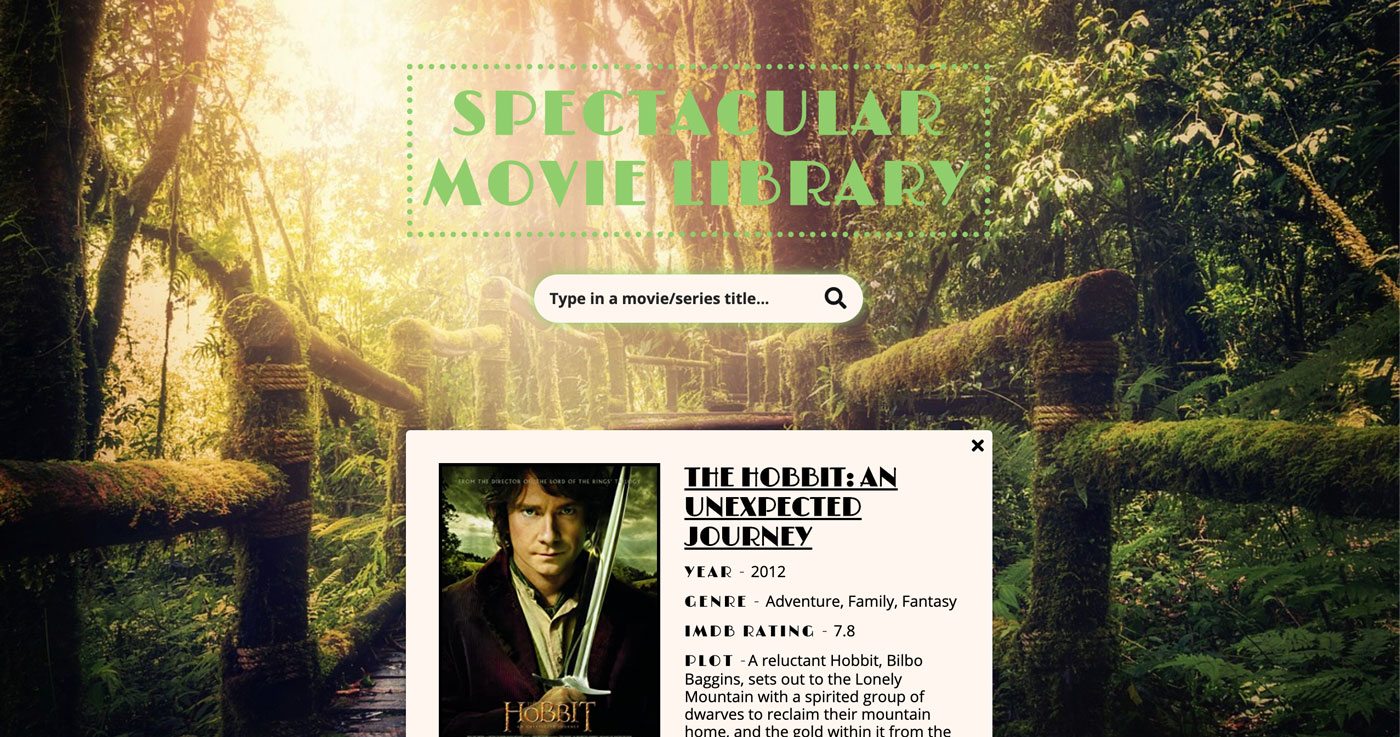 SPECTACULAR
MOVIE LIBRARY
Type in a movie/series title...
FROM THE DIRECTOR OF THE LORD OF THE RINGS' TRILOGY
THE HOBBIT: AN
UNEXPECTED
JOURNEY
YEAR - 2012
GENRE - Adventure, Family, Fantasy
IMDB RATING - 7.8
PLOT - A reluctant Hobbit, Bilbo
Baggins, sets out to the Lonely
Mountain with a spirited group of
dwarves to reclaim their mountain
home, and the gold within it from the
HOBBIT